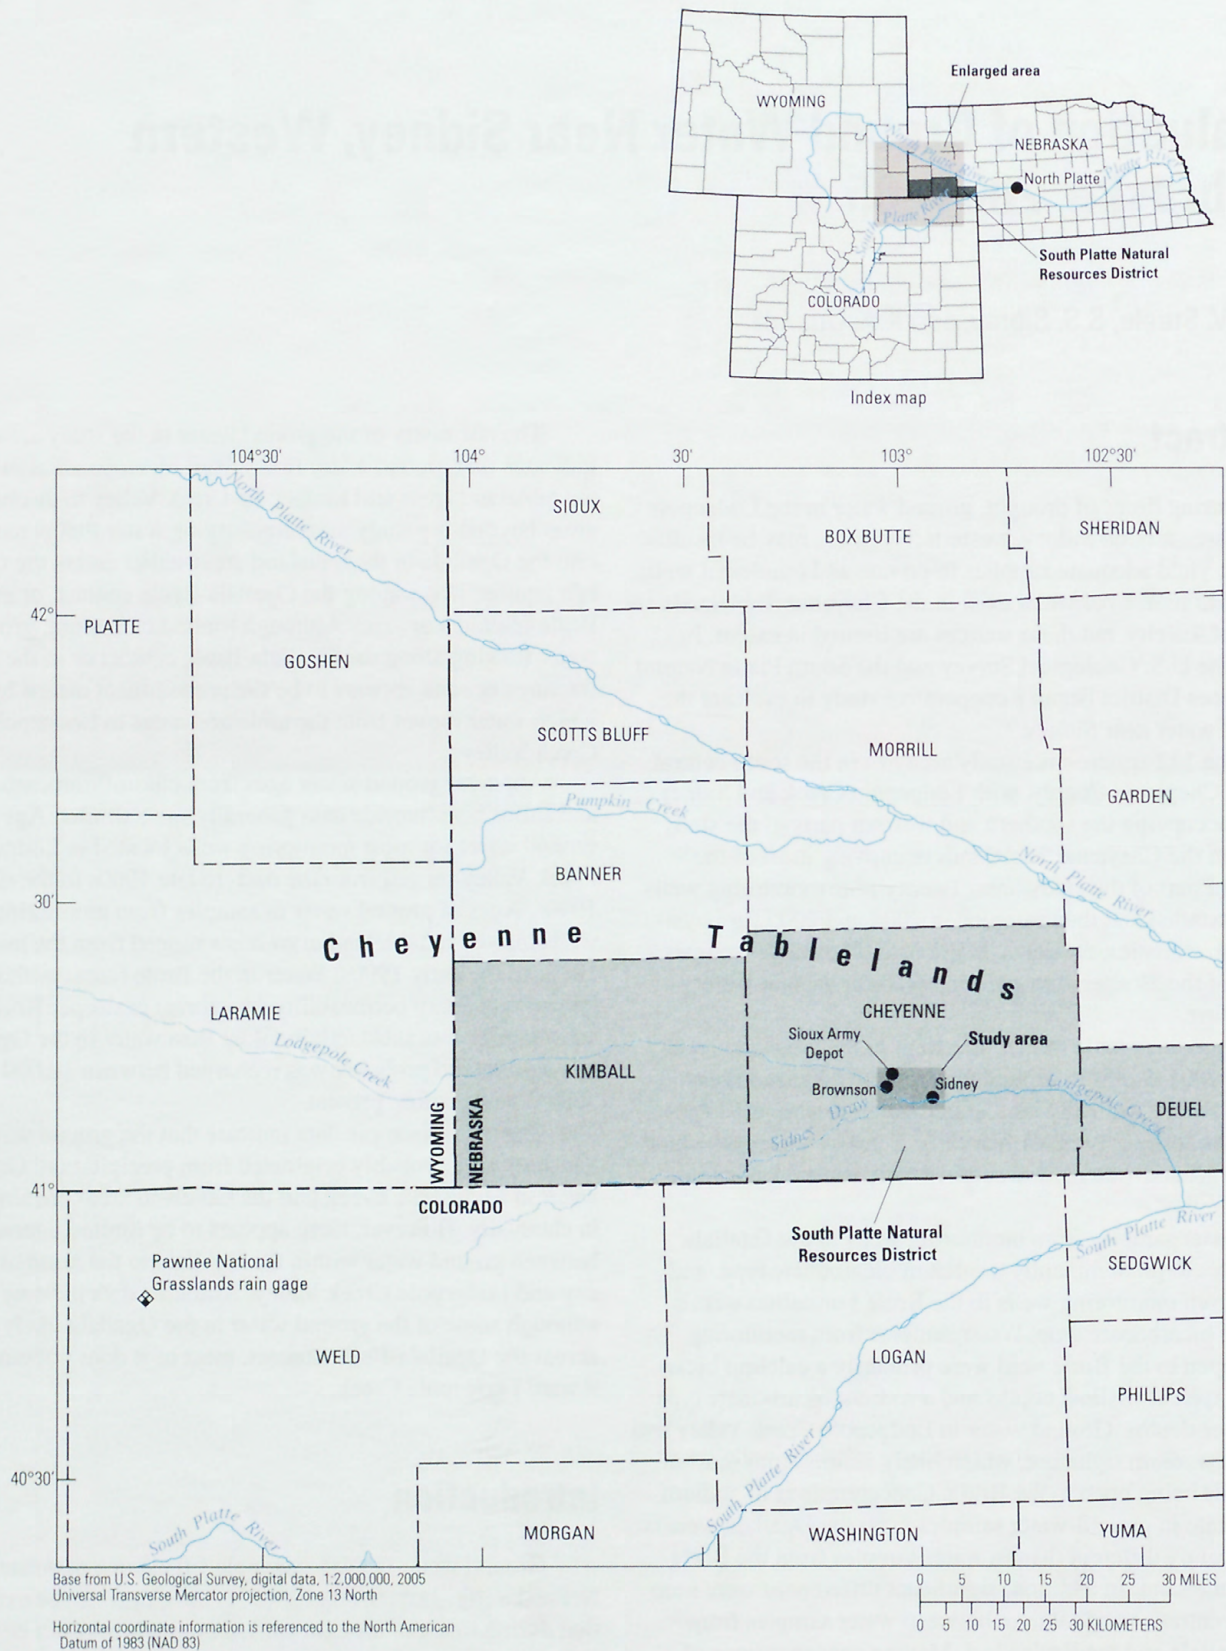 Enlarged area
WYOMING
NEBRASKA
North Platte River
North Platte
Platte River
South Platte River
South Platte Natural
Resources District
COLORADO
Index map
104°30'
104°
30'
103°
102°30'
North Platte River
SIOUX
BOX BUTTE
SHERIDAN
42°
PLATTE
GOSHEN
SCOTTS BLUFF
MORRILL
GARDEN
Pumpkin Creek
BANNER
North Platte River
30'
Cheyenne Tablelands
LARAMIE
CHEYENNE
Sioux Army
Depot
Study area
Lodgepole Creek
KIMBALL
Brownson
Sidney
Lodgepole Creek
DEUEL
Sidney Draw
WYOMING
NEBRASKA
41°
COLORADO
South Platte Natural
Resources District
South Platte River
SEDGWICK
Pawnee National
Grasslands rain gage
WELD
LOGAN
PHILLIPS
South Platte River
40°30'
South Platte River
MORGAN
WASHINGTON
YUMA
Base from U.S. Geological Survey, digital data, 1:2,000,000, 2005
Universal Transverse Mercator projection, Zone 13 North
Horizontal coordinate information is referenced to the North American
Datum of 1983 (NAD 83)
0 5 10 15 20 25 30 MILES
0 5 10 15 20 25 30 KILOMETERS